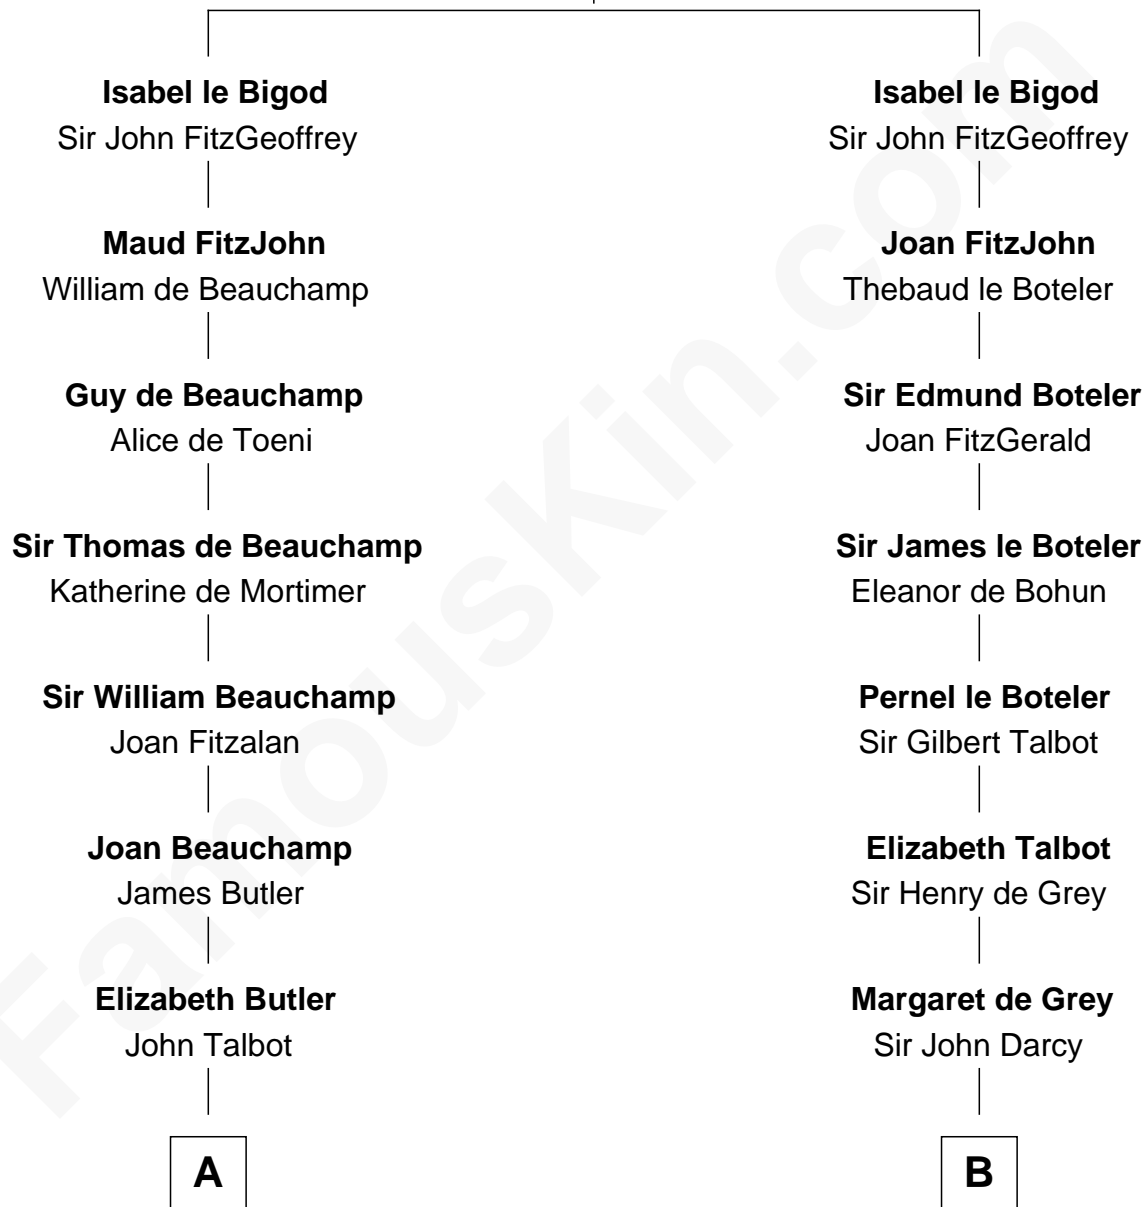 Isabel le Bigod
Sir John FitzGeoffrey
Maud FitzJohn
William de Beauchamp
Guy de Beauchamp
Alice de Toeni
Sir Thomas de Beauchamp
Katherine de Mortimer
Sir William Beauchamp
Joan Fitzalan
Joan Beauchamp
James Butler
Elizabeth Butler
John Talbot
A
Isabel le Bigod
Sir John FitzGeoffrey
Joan FitzJohn
Thebaud le Boteler
Sir Edmund Boteler
Joan FitzGerald
Sir James le Boteler
Eleanor de Bohun
Pernel le Boteler
Sir Gilbert Talbot
Elizabeth Talbot
Sir Henry de Grey
Margaret de Grey
Sir John Darcy
B
FamousKin.com